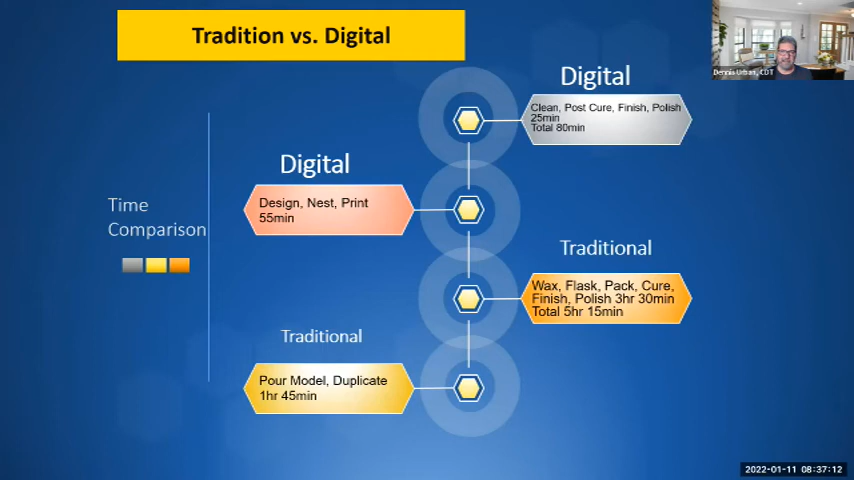 Tradition vs. Digital
Dennis Urban, CDT
Digital
Clean, Post Cure, Finish, Polish
25min
Total 80min
Digital
Design, Nest, Print
55min
Time
Comparison
Traditional
Wax, Flask, Pack, Cure,
Finish, Polish 3hr 30min
Total 5hr 15min
Traditional
Pour Model, Duplicate
1hr 45min
2022-01-11 08:37:12